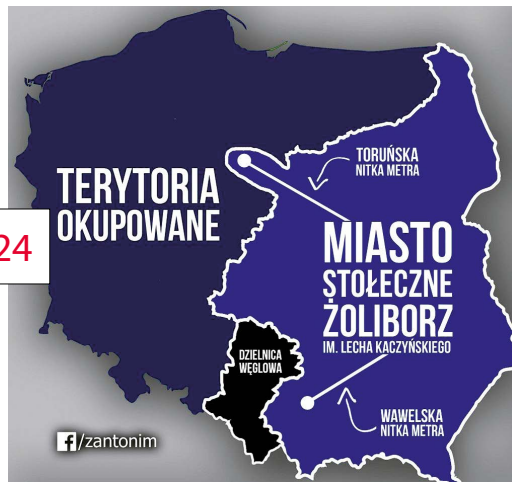 TORUŃSKA
NITKA METRA
TERYTORIA
OKUPOWANE
24
MIASTO
STOŁECZNE
ŻOLIBORZ
IM. LECHA KACZYŃSKIEGO
DZIELNICA
WĘGLOWA
WAWELSKA
NITKA METRA
f/zantonim